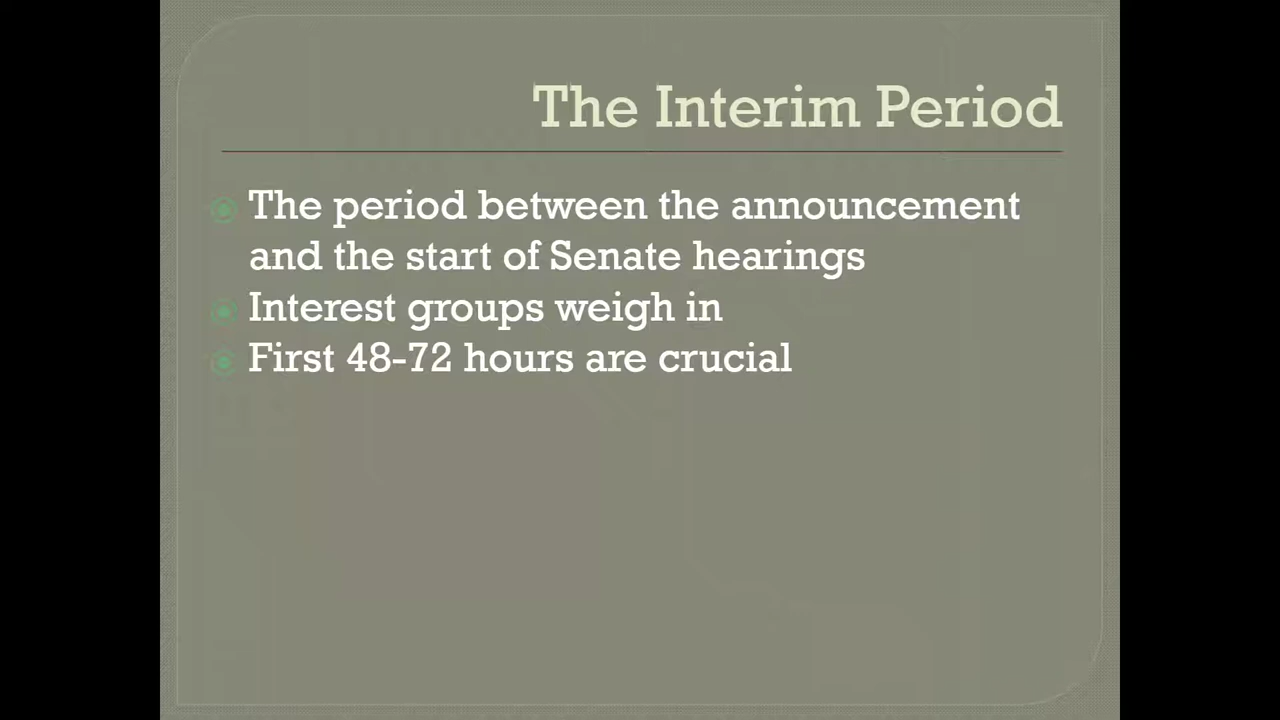 The Interim Period
The period between the announcement
and the start of Senate hearings
Interest groups weigh in
First 48-72 hours are crucial